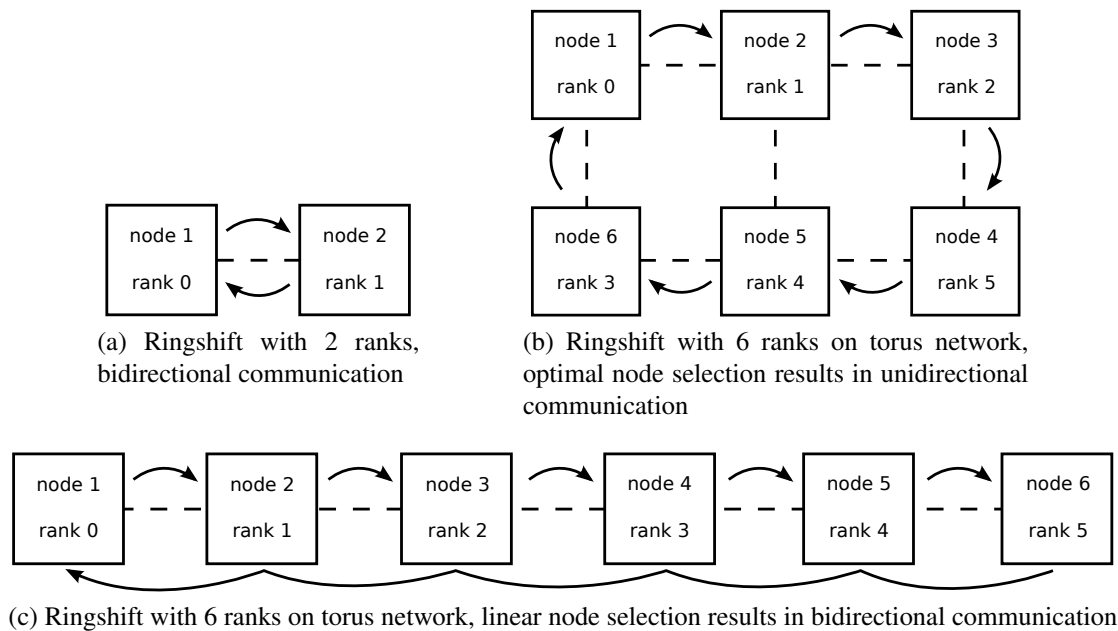 node 1
rank 0
node 2
rank 1
(a) Ringshift with 2 ranks,
bidirectional communication
node 1
rank 0
node 2
rank 1
node 3
rank 2
node 6
rank 3
node 5
rank 4
node 4
rank 5
(b) Ringshift with 6 ranks on torus network,
optimal node selection results in unidirectional
communication
node 1
rank 0
node 2
rank 1
node 3
rank 2
node 4
rank 3
node 5
rank 4
node 6
rank 5
(c) Ringshift with 6 ranks on torus network, linear node selection results in bidirectional communication